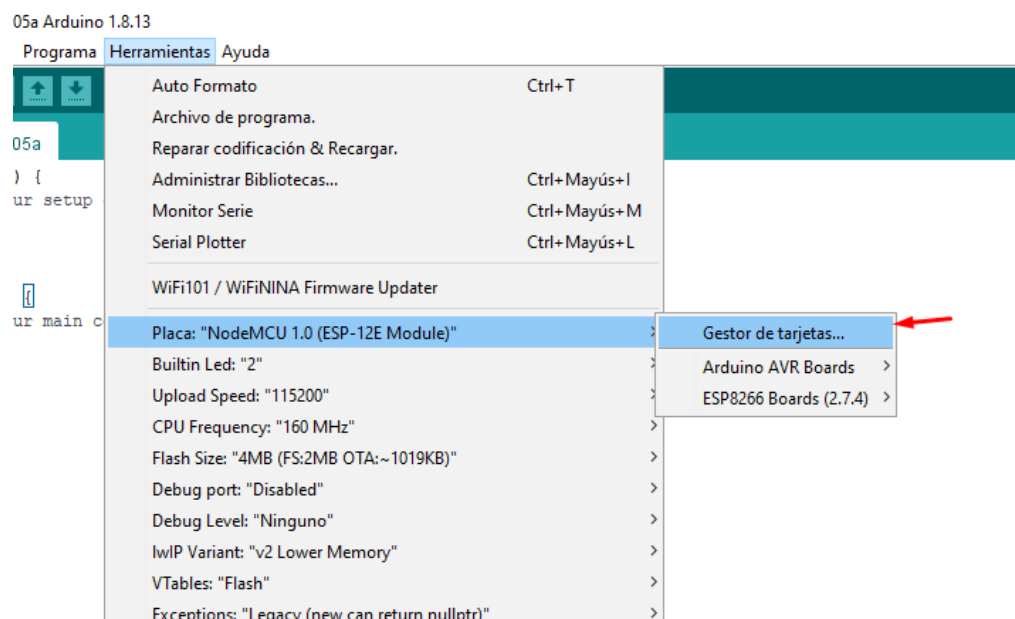 05a Arduino 1.8.13
Programa Herramientas Ayuda
05a
) {
ur setup
{
ur main c
Auto Formato Ctrl+T
Archivo de programa.
Reparar codificación & Recargar.
Administrar Bibliotecas... Ctrl+Mayús+I
Monitor Serie Ctrl+Mayús+M
Serial Plotter Ctrl+Mayús+L
WiFi101 / WiFiNINA Firmware Updater
Placa: "NodeMCU 1.0 (ESP-12E Module)"
Builtin Led: "2"
Upload Speed: "115200"
CPU Frequency: "160 MHz"
Flash Size: "4MB (FS:2MB OTA:~1019KB)"
Debug port: "Disabled"
Debug Level: "Ninguno"
lwIP Variant: "v2 Lower Memory"
VTables: "Flash"
Exceptions: "Legacy (new can return nullptr)"
Gestor de tarjetas...
Arduino AVR Boards
ESP8266 Boards (2.7.4)